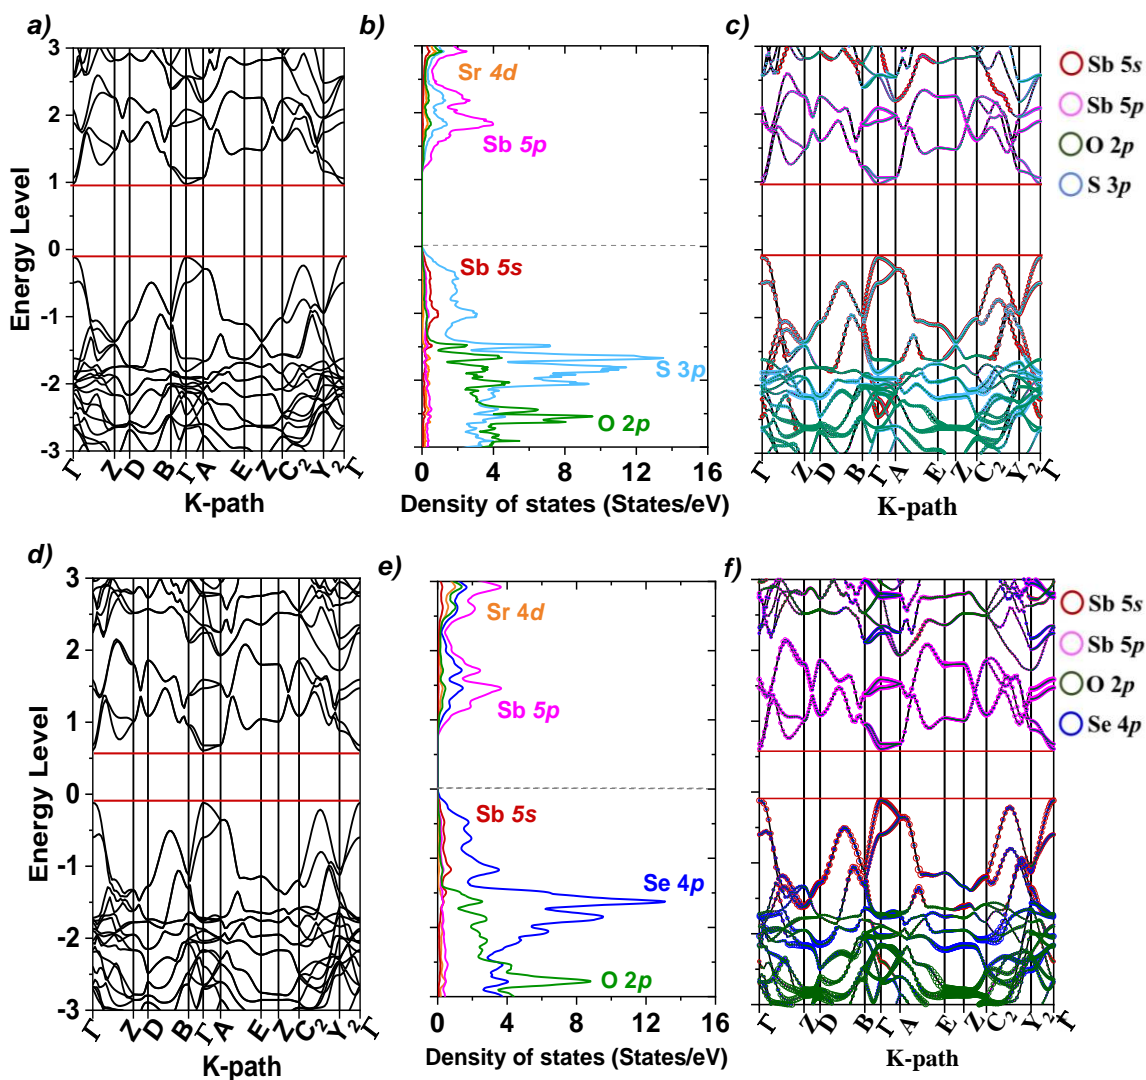 a)
Energy Level
3
2
1
0
-1
-2
-3
Γ Z D B Γ A E Z C2 Y2 Γ
K-path
b)
Sr 4d
Sb 5p
Sb 5s
S 3p
O 2p
0 4 8 12 16
Density of states (States/eV)
c)
Sb 5s
Sb 5p
O 2p
S 3p
Γ Z D B Γ A E Z C2 Y2 Γ
K-path
d)
Energy Level
3
2
1
0
-1
-2
-3
Γ Z D B Γ A E Z C2 Y2 Γ
K-path
e)
Sr 4d
Sb 5p
Sb 5s
Se 4p
O 2p
0 4 8 12 16
Density of states (States/eV)
f)
Sb 5s
Sb 5p
O 2p
Se 4p
Γ Z D B Γ A E Z C2 Y2 Γ
K-path